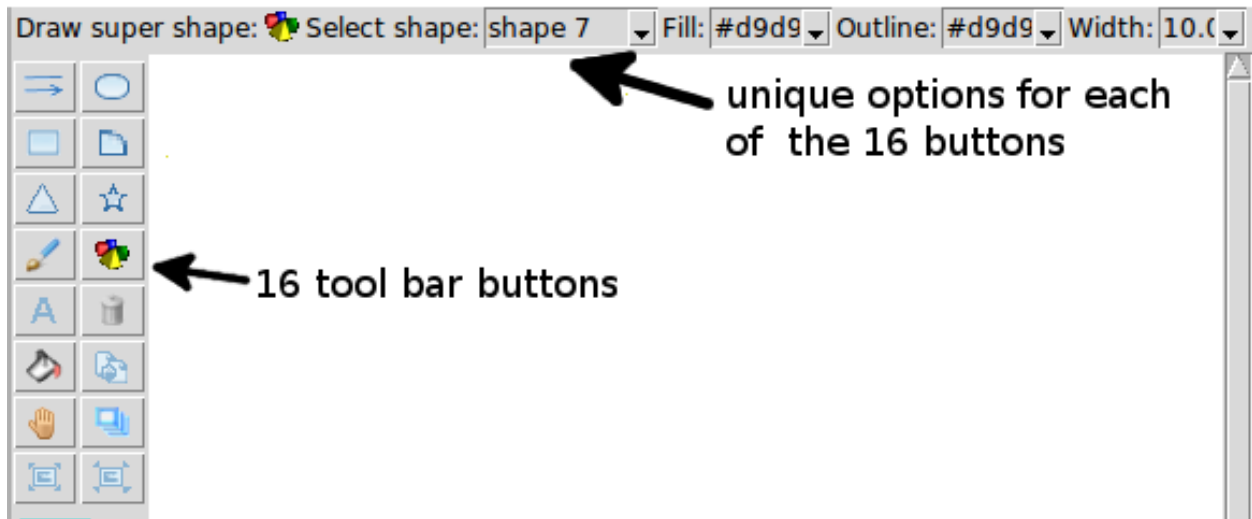 Draw super shape: Select shape: shape 7 Fill: #d9d9 Outline: #d9d9 Width: 10.0
unique options for each
of the 16 buttons
16 tool bar buttons
A